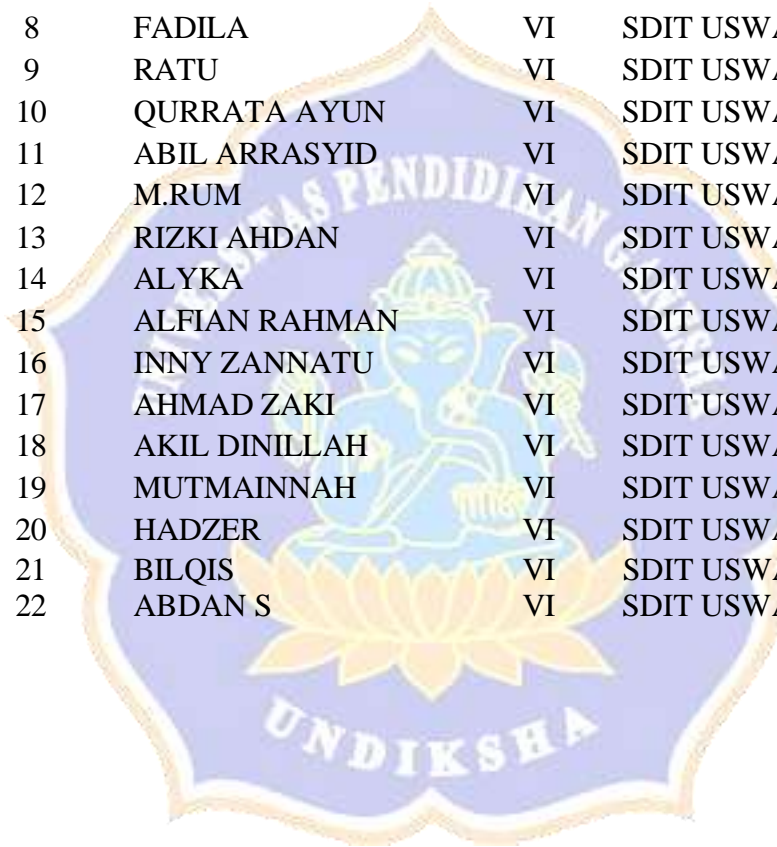 8 FADILA VI SDIT USWA
9 RATU VI SDIT USWA
10 QURRATA AYUN VI SDIT USWA
11 ABIL ARRASYID VI SDIT USWA
12 M.RUM VI SDIT USWA
13 RIZKI AHDAN VI SDIT USWA
14 ALYKA VI SDIT USWA
15 ALFIAN RAHMAN VI SDIT USWA
16 INNY ZANNATU VI SDIT USWA
17 AHMAD ZAKI VI SDIT USWA
18 AKIL DINILLAH VI SDIT USWA
19 MUTMAINNAH VI SDIT USWA
20 HADZER VI SDIT USWA
21 BILQIS VI SDIT USWA
22 ABDAN S VI SDIT USWA
UNIVERSITAS PENDIDIKAN GANESHA
UNDIKSHA